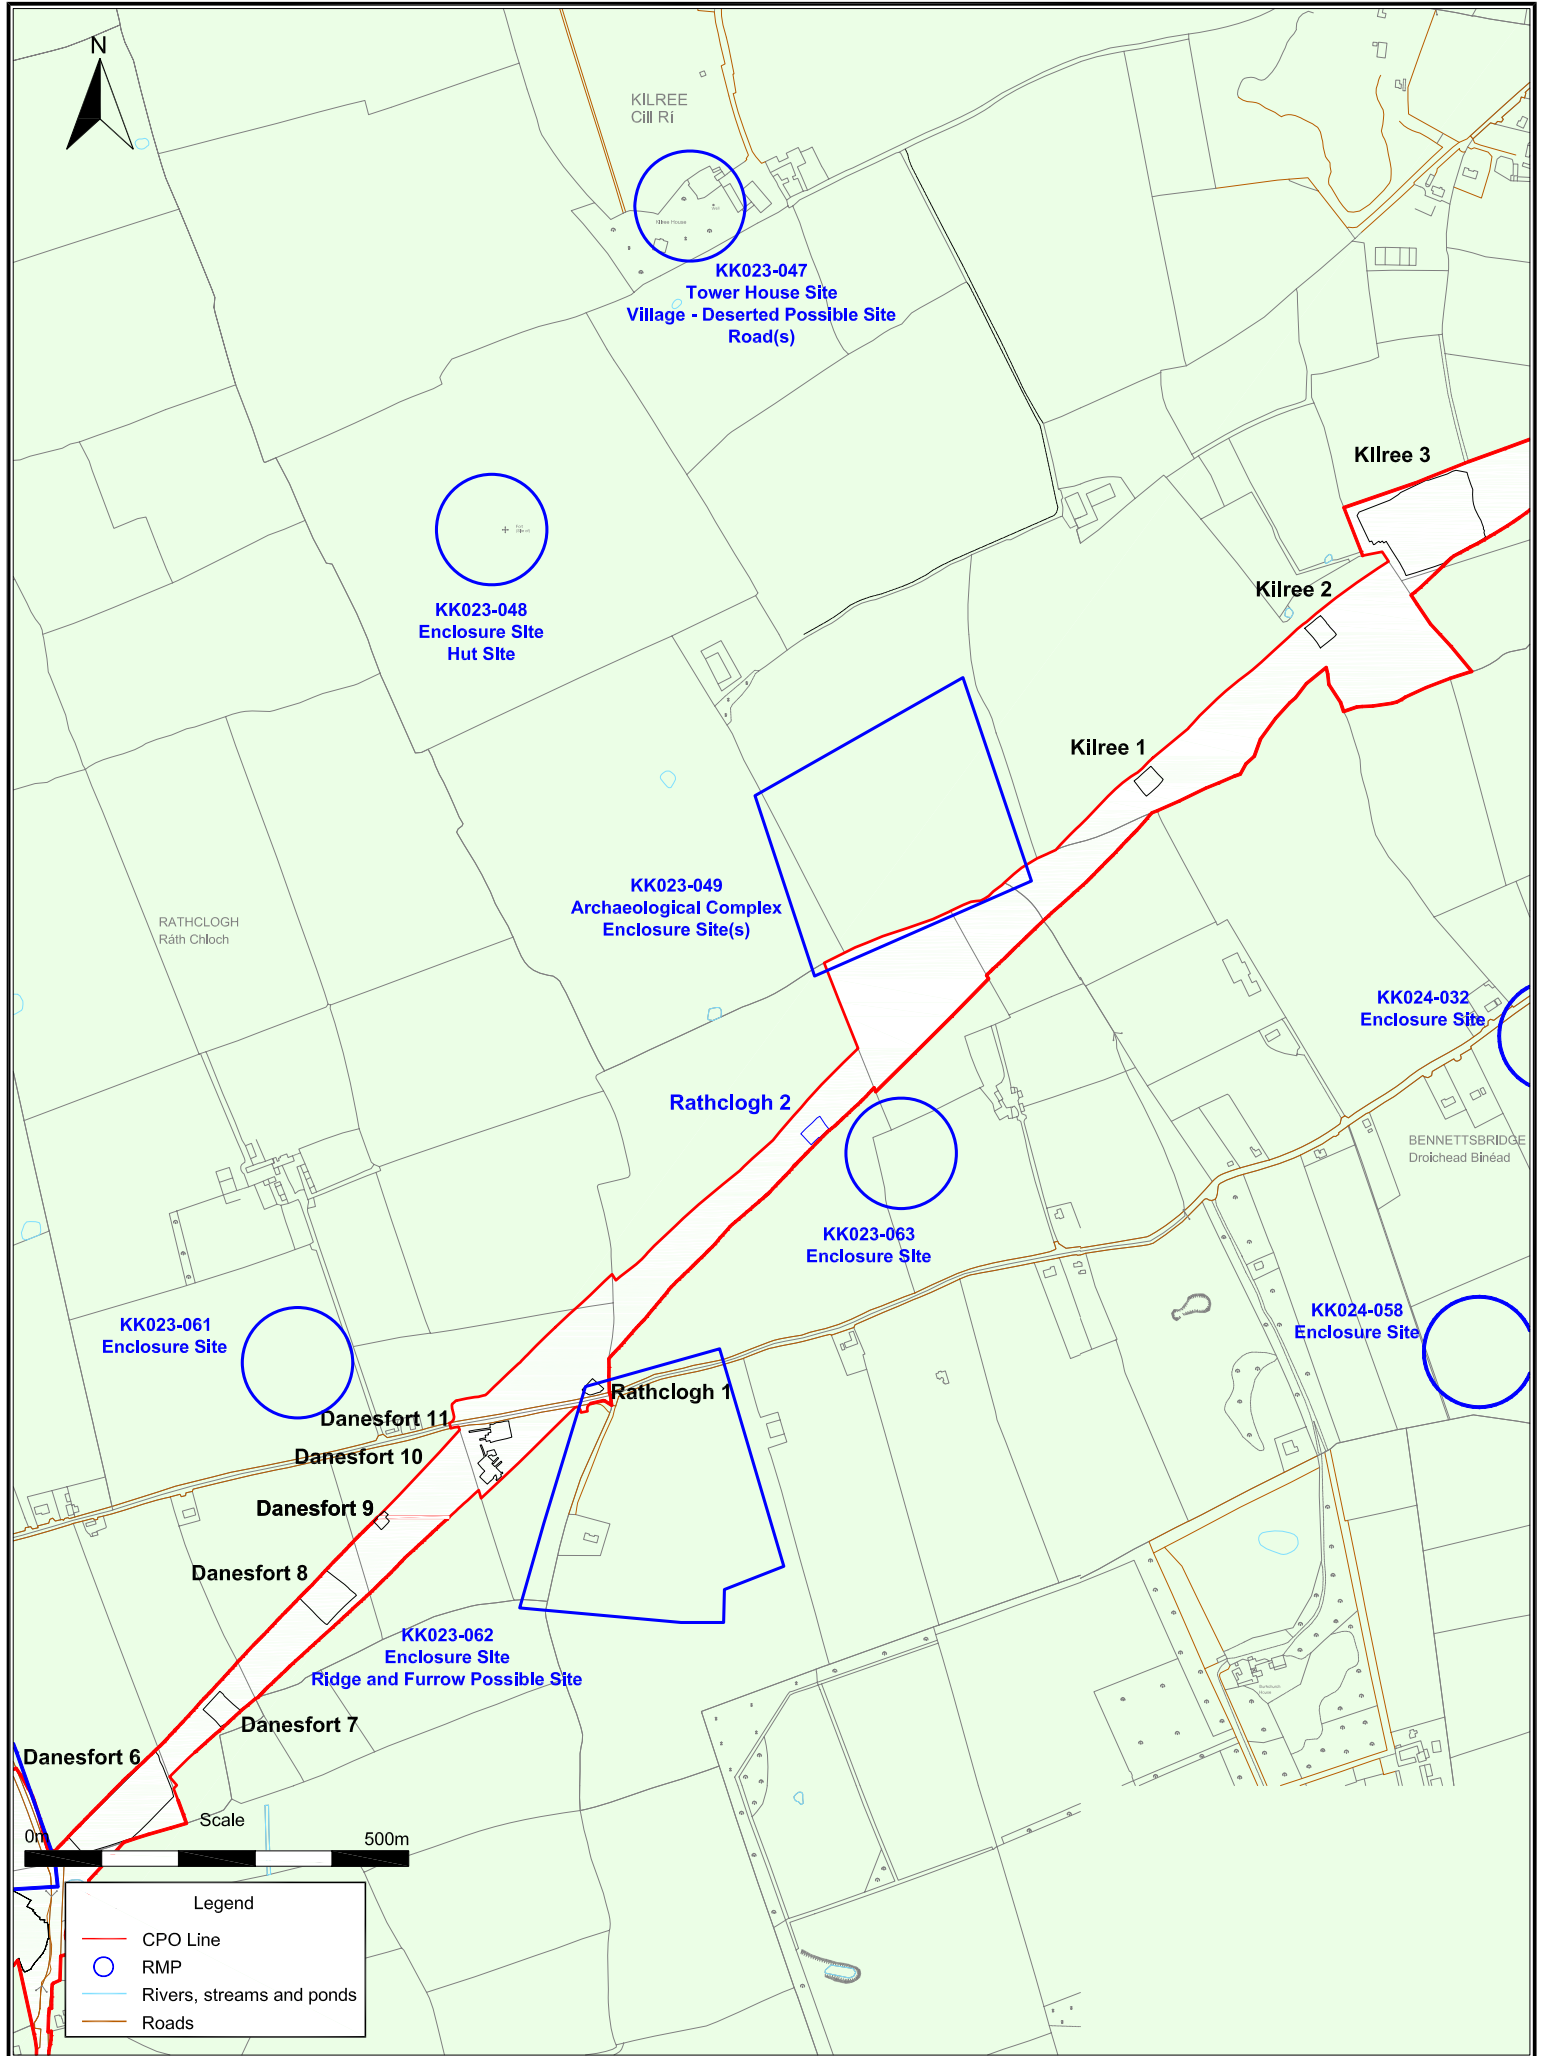 N
KILREE
Cill Rí
Kilree House
KK023-047
Tower House Site
Village - Deserted Possible Site
Road(s)
KIlree 3
KK023-048
Enclosure SIte
Hut SIte
Kilree 2
Kilree 1
KK023-049
Archaeological Complex
Enclosure Site(s)
RATHCLOGH
Ráth Chloch
KK024-032
Enclosure Site
Rathclogh 2
BENNETTSBRIDGE
Droichead Binéad
KK023-063
Enclosure SIte
KK023-061
Enclosure Site
KK024-058
Enclosure Site
Rathclogh 1
Danesfort 11
Danesfort 10
Danesfort 9
Danesfort 8
KK023-062
Enclosure SIte
Ridge and Furrow Possible Site
House
Danesfort 7
Danesfort 6
Scale
0m
500m
Legend
CPO Line
RMP
Rivers, streams and ponds
Roads